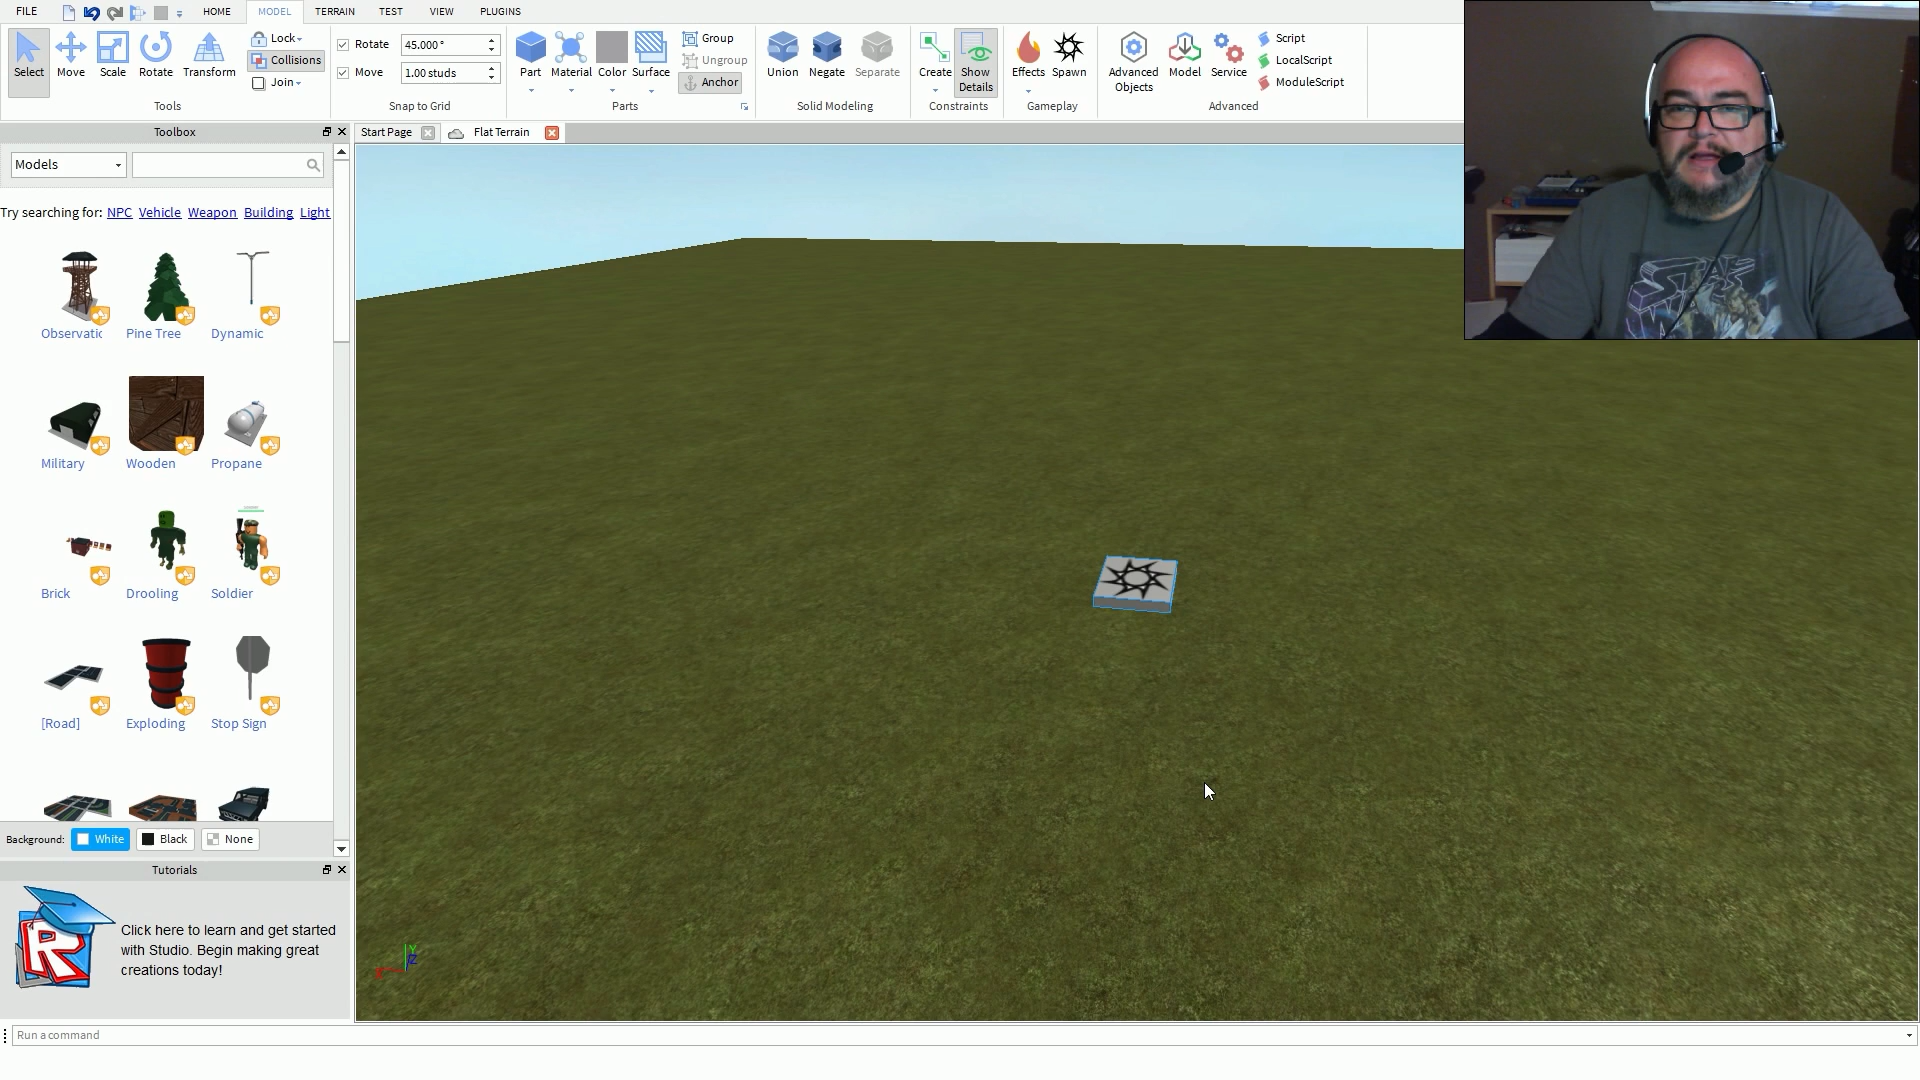 FILE HOME MODEL TERRAIN TEST VIEW PLUGINS
Select Move Scale Rotate Transform
Lock
Collisions
Join
Tools
Rotate 45.000 °
Move 1.00 studs
Snap to Grid
Part Material Color Surface
Group
Ungroup
Anchor
Parts
Union Negate Separate
Solid Modeling
Create Show Details
Constraints
Effects Spawn
Gameplay
Advanced Objects Model Service
Script
LocalScript
ModuleScript
Advanced
Toolbox
Start Page Flat Terrain
Models
Try searching for: NPC Vehicle Weapon Building Light
Observatic Pine Tree Dynamic
Military Wooden Propane
Brick Drooling Soldier
[Road] Exploding Stop Sign
Background: White Black None
Tutorials
Click here to learn and get started
with Studio. Begin making great
creations today!
Y
Z
Run a command